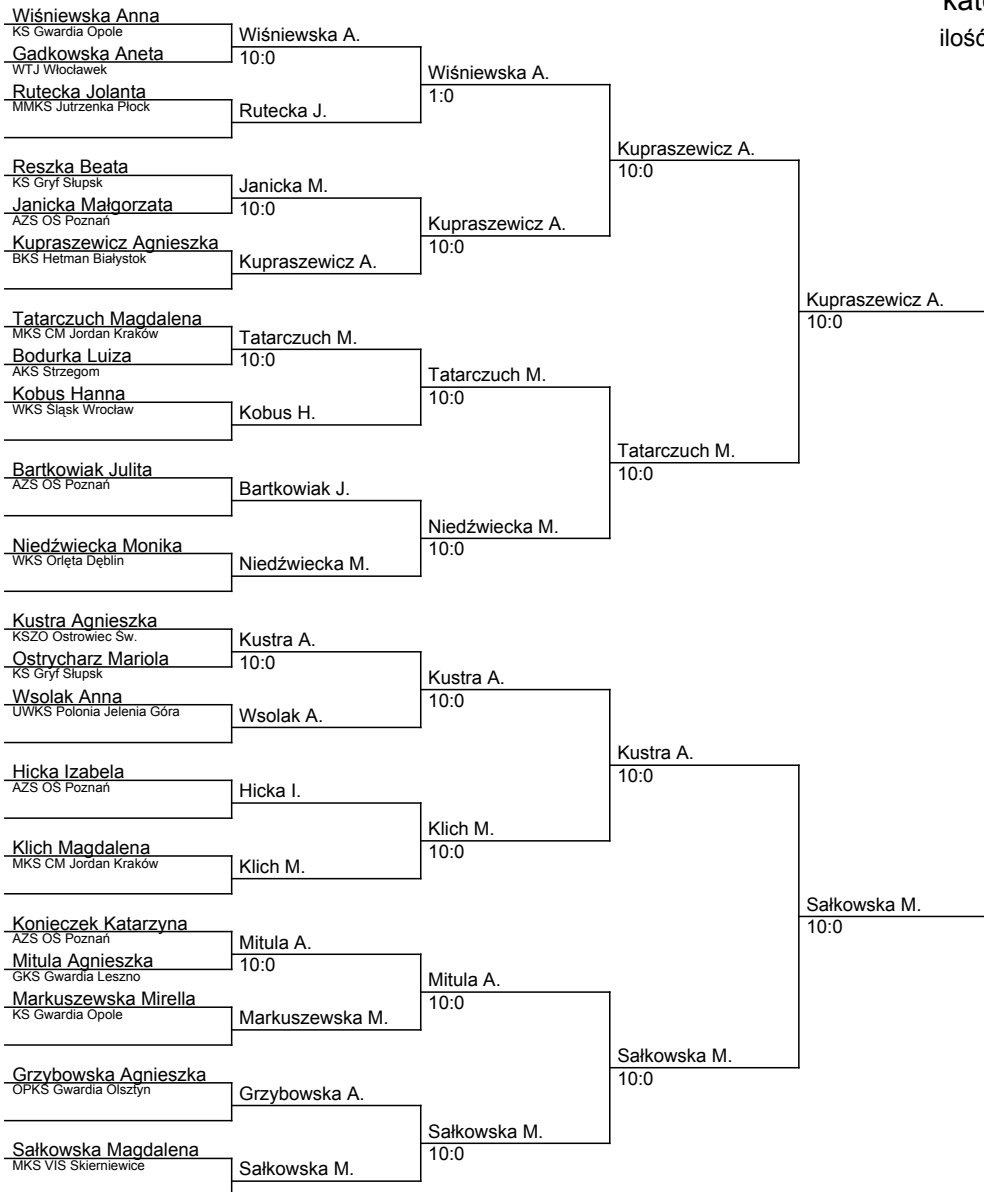 kat
ilość
Wiśniewska Anna
KS Gwardia Opole
Gadkowska Aneta
WTJ Włocławek
Rutecka Jolanta
MMKS Jutrzenka Płock
Reszka Beata
KS Gryf Słupsk
Janicka Małgorzata
AZS OŚ Poznań
Kupraszewicz Agnieszka
BKS Hetman Białystok
Tatarczuch Magdalena
MKS CM Jordan Kraków
Bodurka Luiza
AKS Strzegom
Kobus Hanna
WKS Śląsk Wrocław
Bartkowiak Julita
AZS OŚ Poznań
Niedźwiecka Monika
WKS Orlęta Dęblin
Kustra Agnieszka
KSZO Ostrowiec Św.
Ostrycharz Mariola
KS Gryf Słupsk
Wsolak Anna
UWKS Polonia Jelenia Góra
Hicka Izabela
AZS OŚ Poznań
Klich Magdalena
MKS CM Jordan Kraków
Konieczek Katarzyna
AZS OŚ Poznań
Mitula Agnieszka
GKS Gwardia Leszno
Markuszewska Mirella
KS Gwardia Opole
Grzybowska Agnieszka
OPKS Gwardia Olsztyn
Sałkowska Magdalena
MKS VIS Skierniewice
Wiśniewska A.
10:0
Rutecka J.
Janicka M.
10:0
Kupraszewicz A.
Tatarczuch M.
10:0
Kobus H.
Bartkowiak J.
Niedźwiecka M.
Kustra A.
10:0
Wsolak A.
Hicka I.
Klich M.
Mitula A.
10:0
Markuszewska M.
Grzybowska A.
Sałkowska M.
Wiśniewska A.
1:0
Kupraszewicz A.
10:0
Tatarczuch M.
10:0
Niedźwiecka M.
10:0
Kustra A.
10:0
Klich M.
10:0
Mitula A.
10:0
Sałkowska M.
10:0
Kupraszewicz A.
10:0
Tatarczuch M.
10:0
Kustra A.
10:0
Sałkowska M.
10:0
Kupraszewicz A.
10:0
Sałkowska M.
10:0